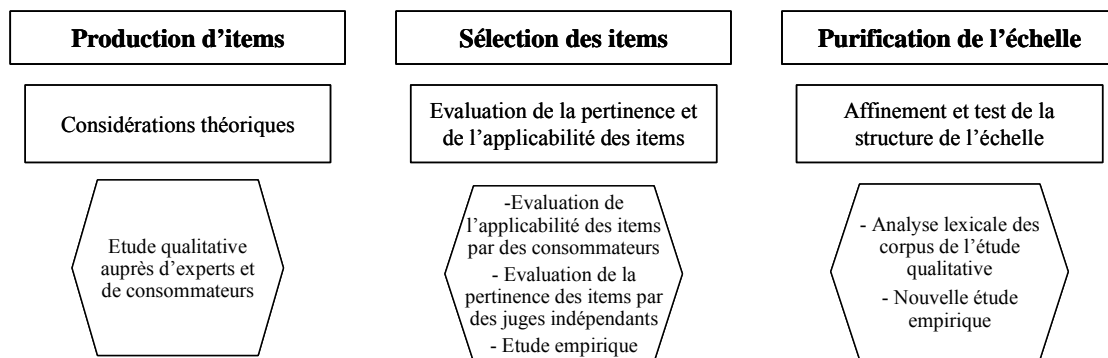 Production d’items
Considérations théoriques
Etude qualitative
auprès d’experts et
de consommateurs
Sélection des items
Evaluation de la pertinence et
de l’applicabilité des items
-Evaluation de
l’applicabilité des items
par des consommateurs
- Evaluation de la
pertinence des items par
des juges indépendants
- Etude empirique
Purification de l’échelle
Affinement et test de la
structure de l’échelle
- Analyse lexicale des
corpus de l’étude
qualitative
- Nouvelle étude
empirique